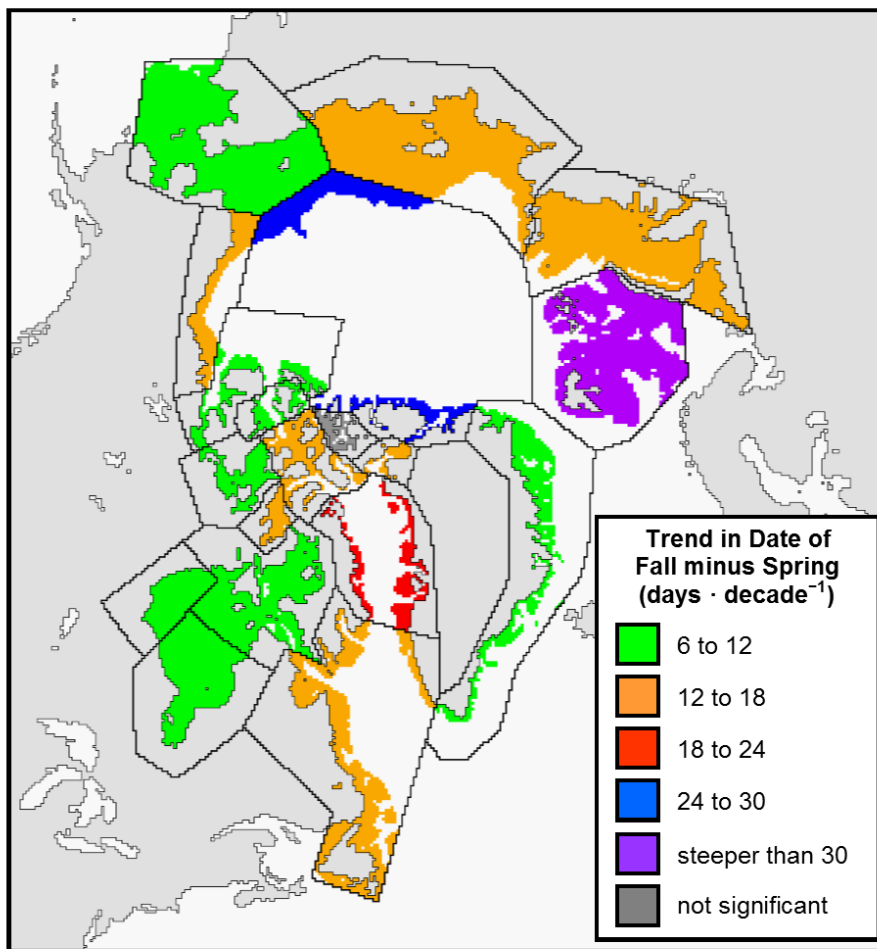 Trend in Date of
Fall minus Spring
(days · decade⁻¹)
6 to 12
12 to 18
18 to 24
24 to 30
steeper than 30
not significant